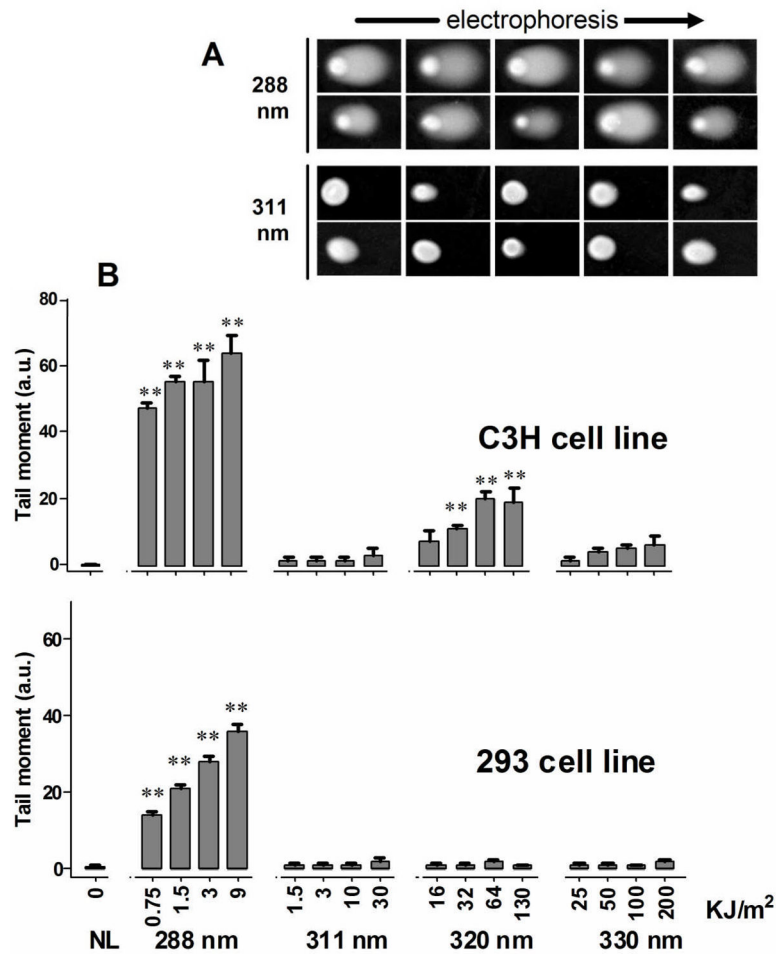 electrophoresis
A
288
nm
311
nm
B
80
60
40
20
0
Tail moment (a.u.)
** ** ** **
** ** **
C3H cell line
60
40
20
0
Tail moment (a.u.)
** ** ** **
293 cell line
0 0.75 1.5 3 9 1.5 3 10 30 16 32 64 130 25 50 100 200 KJ/m²
NL 288 nm 311 nm 320 nm 330 nm